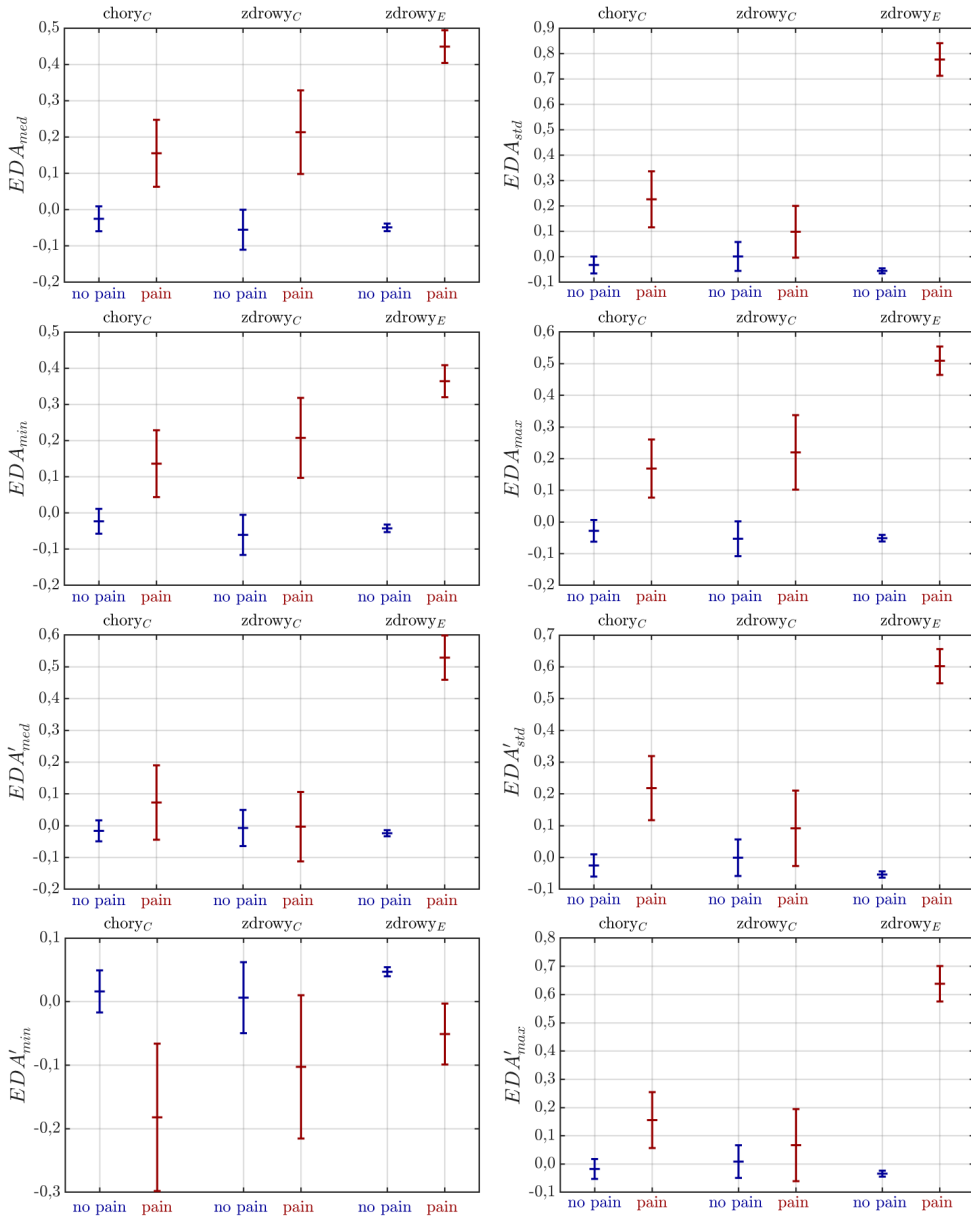 chory_C zdrowy_C zdrowy_E
0,5
0,4
0,3
0,2
0,1
0,0
-0,1
-0,2
EDA_med
no pain pain no pain pain no pain pain
chory_C zdrowy_C zdrowy_E
0,9
0,8
0,7
0,6
0,5
0,4
0,3
0,2
0,1
0,0
-0,1
EDA_std
no pain pain no pain pain no pain pain
chory_C zdrowy_C zdrowy_E
0,5
0,4
0,3
0,2
0,1
0,0
-0,1
-0,2
EDA_min
no pain pain no pain pain no pain pain
chory_C zdrowy_C zdrowy_E
0,6
0,5
0,4
0,3
0,2
0,1
0,0
-0,1
-0,2
EDA_max
no pain pain no pain pain no pain pain
chory_C zdrowy_C zdrowy_E
0,6
0,5
0,4
0,3
0,2
0,1
0,0
-0,1
-0,2
EDA'_med
no pain pain no pain pain no pain pain
chory_C zdrowy_C zdrowy_E
0,7
0,6
0,5
0,4
0,3
0,2
0,1
0,0
-0,1
EDA'_std
no pain pain no pain pain no pain pain
chory_C zdrowy_C zdrowy_E
0,1
0,0
-0,1
-0,2
-0,3
EDA'_min
no pain pain no pain pain no pain pain
chory_C zdrowy_C zdrowy_E
0,8
0,7
0,6
0,5
0,4
0,3
0,2
0,1
0,0
-0,1
EDA'_max
no pain pain no pain pain no pain pain